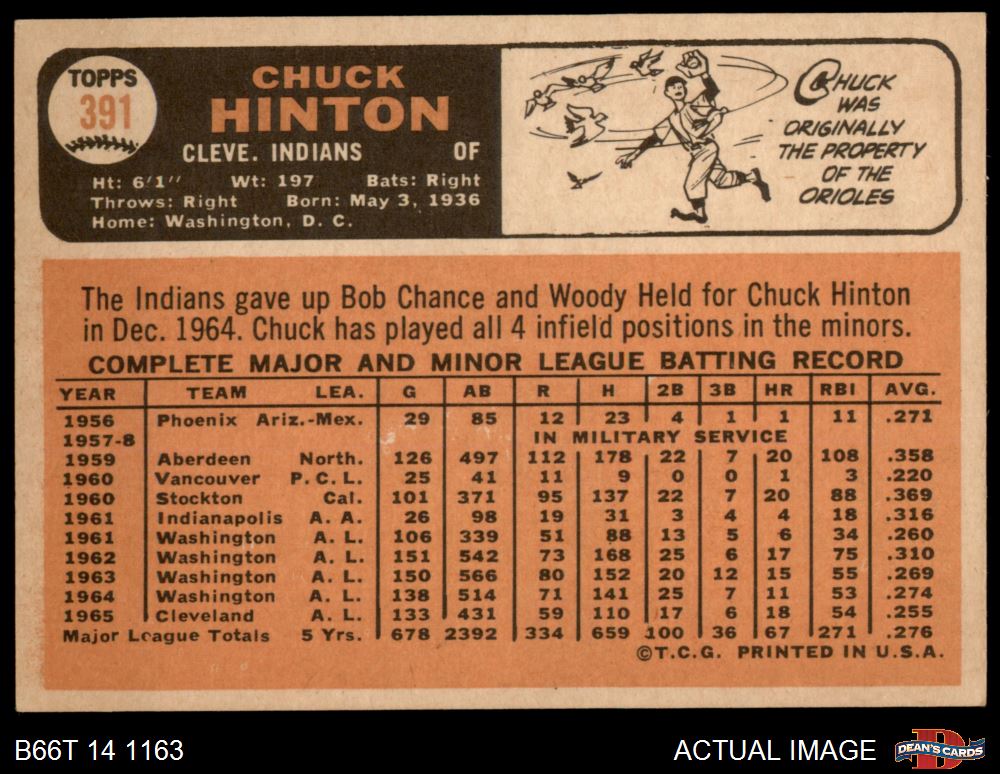 TOPPS
391
CHUCK
HINTON
CLEVE. INDIANS OF
Ht: 6'1" Wt: 197 Bats: Right
Throws: Right Born: May 3, 1936
Home: Washington, D. C.
CHUCK
WAS
ORIGINALLY
THE PROPERTY
OF THE
ORIOLES
The Indians gave up Bob Chance and Woody Held for Chuck Hinton
in Dec. 1964. Chuck has played all 4 infield positions in the minors.
COMPLETE MAJOR AND MINOR LEAGUE BATTING RECORD
YEAR TEAM LEA. G AB R H 2B 3B HR RBI AVG.
1956 Phoenix Ariz.-Mex. 29 85 12 23 4 1 1 11 .271
1957-8 IN MILITARY SERVICE
1959 Aberdeen North. 126 497 112 178 22 7 20 108 .358
1960 Vancouver P.C.L. 25 41 11 9 0 0 1 3 .220
1960 Stockton Cal. 101 371 95 137 22 7 20 88 .369
1961 Indianapolis A. A. 26 98 19 31 3 4 4 18 .316
1961 Washington A. L. 106 339 51 88 13 5 6 34 .260
1962 Washington A. L. 151 542 73 168 25 6 17 75 .310
1963 Washington A. L. 150 566 80 152 20 12 15 55 .269
1964 Washington A. L. 138 514 71 141 25 7 11 53 .274
1965 Cleveland A. L. 133 431 59 110 17 6 18 54 .255
Major League Totals 5 Yrs. 678 2392 334 659 100 36 67 271 .276
©T.C.G. PRINTED IN U.S.A.
B66T 14 1163 ACTUAL IMAGE DEAN'S CARDS